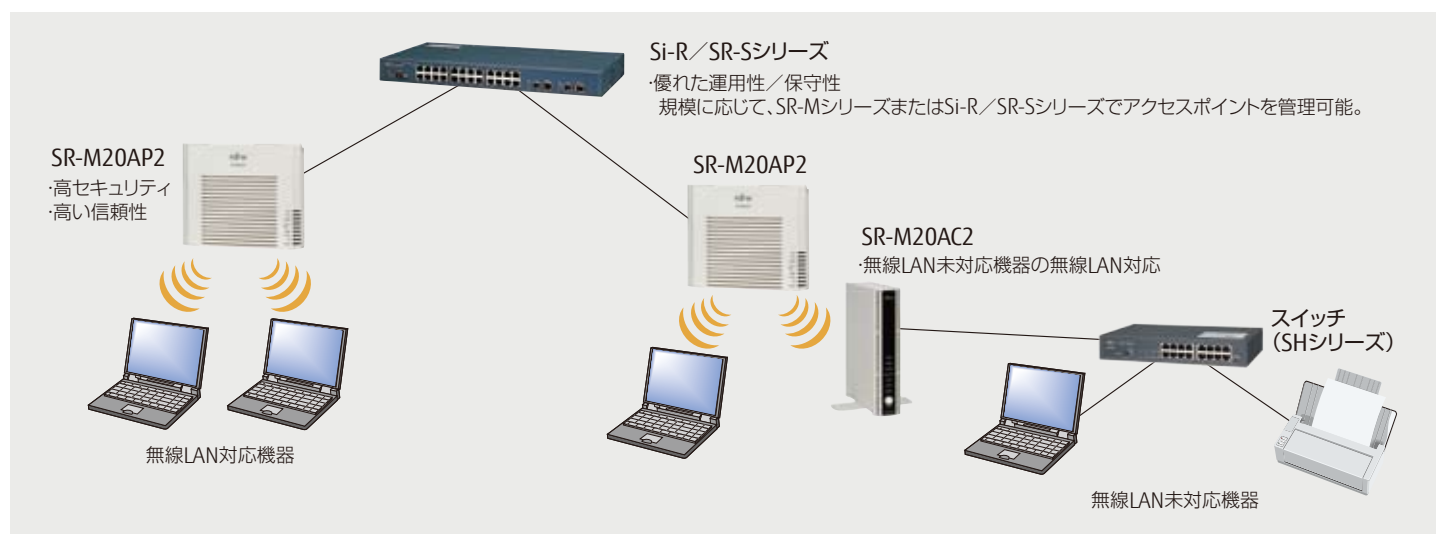 Si-R／SR-Sシリーズ
・優れた運用性／保守性
規模に応じて、SR-MシリーズまたはSi-R／SR-Sシリーズでアクセスポイントを管理可能。
SR-M20AP2
・高セキュリティ
・高い信頼性
SR-M20AP2
SR-M20AC2
・無線LAN未対応機器の無線LAN対応
スイッチ
（SHシリーズ）
無線LAN対応機器
無線LAN未対応機器